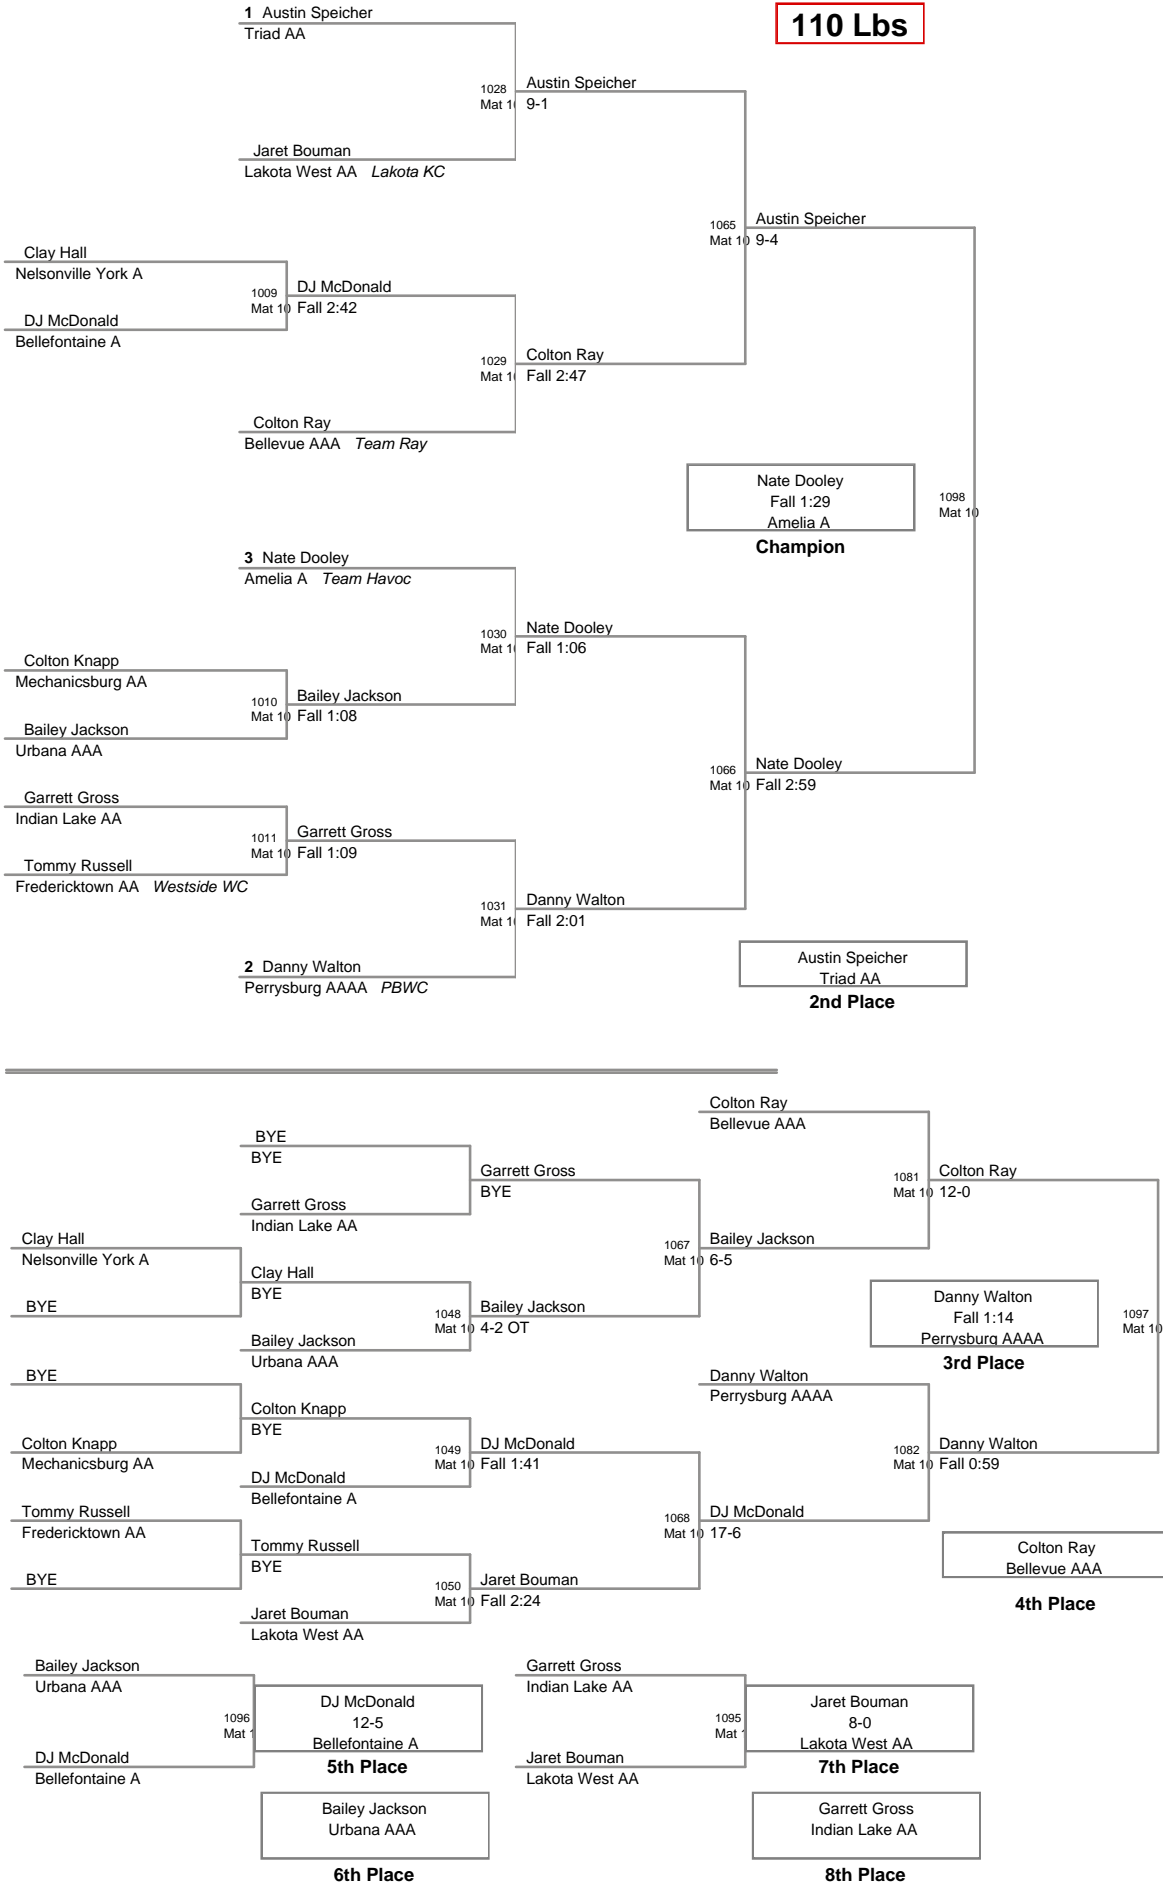 110 Lbs
1 Austin Speicher
Triad AA
1028
Mat 10
Austin Speicher
9-1
Jaret Bouman
Lakota West AA Lakota KC
1065
Mat 10
Austin Speicher
9-4
Clay Hall
Nelsonville York A
1009
Mat 10
DJ McDonald
Fall 2:42
DJ McDonald
Bellefontaine A
1029
Mat 10
Colton Ray
Fall 2:47
Colton Ray
Bellevue AAA Team Ray
Nate Dooley
Fall 1:29
Amelia A
Champion
1098
Mat 10
3 Nate Dooley
Amelia A Team Havoc
1030
Mat 10
Nate Dooley
Fall 1:06
Colton Knapp
Mechanicsburg AA
1010
Mat 10
Bailey Jackson
Fall 1:08
Bailey Jackson
Urbana AAA
1066
Mat 10
Nate Dooley
Fall 2:59
Garrett Gross
Indian Lake AA
1011
Mat 10
Garrett Gross
Fall 1:09
Tommy Russell
Fredericktown AA Westside WC
1031
Mat 10
Danny Walton
Fall 2:01
2 Danny Walton
Perrysburg AAAA PBWC
Austin Speicher
Triad AA
2nd Place
Colton Ray
Bellevue AAA
BYE
BYE
Garrett Gross
BYE
Garrett Gross
Indian Lake AA
1081
Mat 10
Colton Ray
12-0
Clay Hall
Nelsonville York A
1067
Mat 10
Bailey Jackson
6-5
Clay Hall
BYE
BYE
1048
Mat 10
Bailey Jackson
4-2 OT
Bailey Jackson
Urbana AAA
Danny Walton
Fall 1:14
Perrysburg AAAA
3rd Place
1097
Mat 10
BYE
Danny Walton
Perrysburg AAAA
Colton Knapp
BYE
Colton Knapp
Mechanicsburg AA
1049
Mat 10
DJ McDonald
Fall 1:41
DJ McDonald
Bellefontaine A
1082
Mat 10
Danny Walton
Fall 0:59
Tommy Russell
Fredericktown AA
1068
Mat 10
DJ McDonald
17-6
Tommy Russell
BYE
BYE
1050
Mat 10
Jaret Bouman
Fall 2:24
Jaret Bouman
Lakota West AA
Colton Ray
Bellevue AAA
4th Place
Bailey Jackson
Urbana AAA
1096
Mat 1
DJ McDonald
12-5
Bellefontaine A
5th Place
DJ McDonald
Bellefontaine A
Bailey Jackson
Urbana AAA
6th Place
Garrett Gross
Indian Lake AA
1095
Mat 1
Jaret Bouman
8-0
Lakota West AA
7th Place
Jaret Bouman
Lakota West AA
Garrett Gross
Indian Lake AA
8th Place